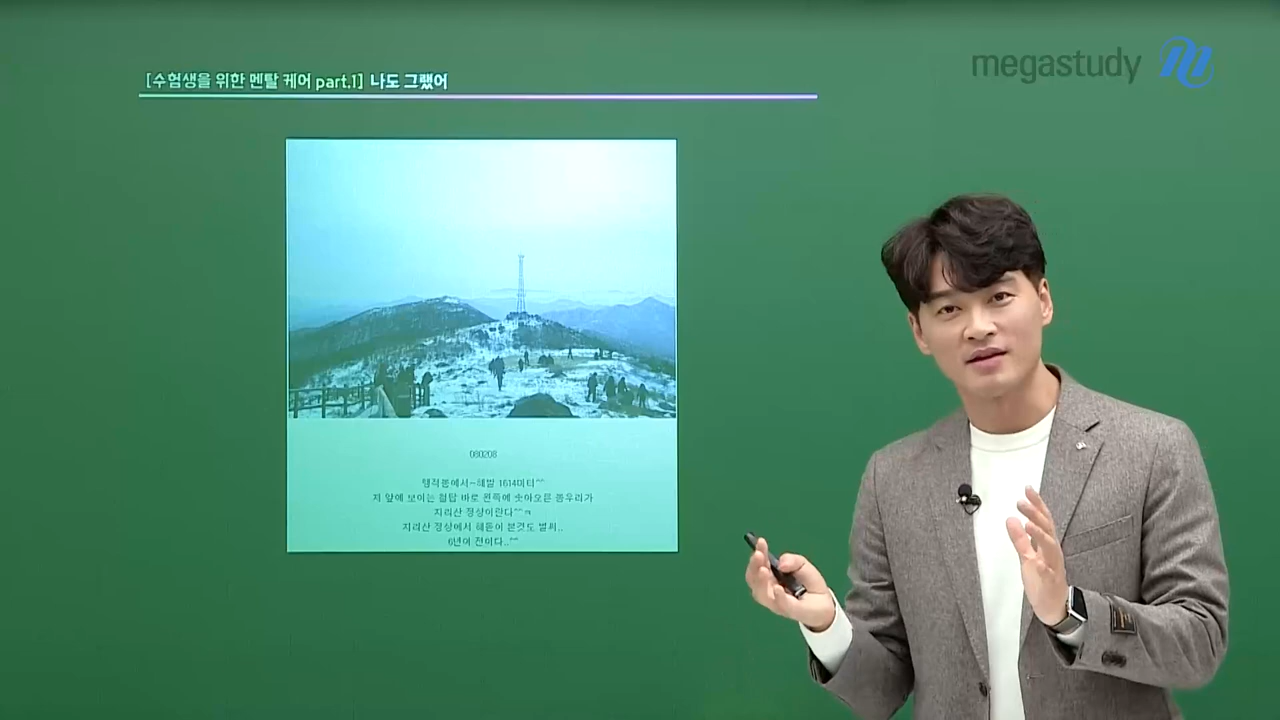 [수험생을 위한 멘탈 케어 part.1] 나도 그랬어
megastudy
080208
향적봉에서~해발 1614미터^^
저 앞에 보이는 철탑 바로 왼쪽에 솟아오른 봉우리가
지리산 정상이란다^^ㅋ
지리산 정상에서 해돋이 본것도 벌써..
6년이 전이다..^^